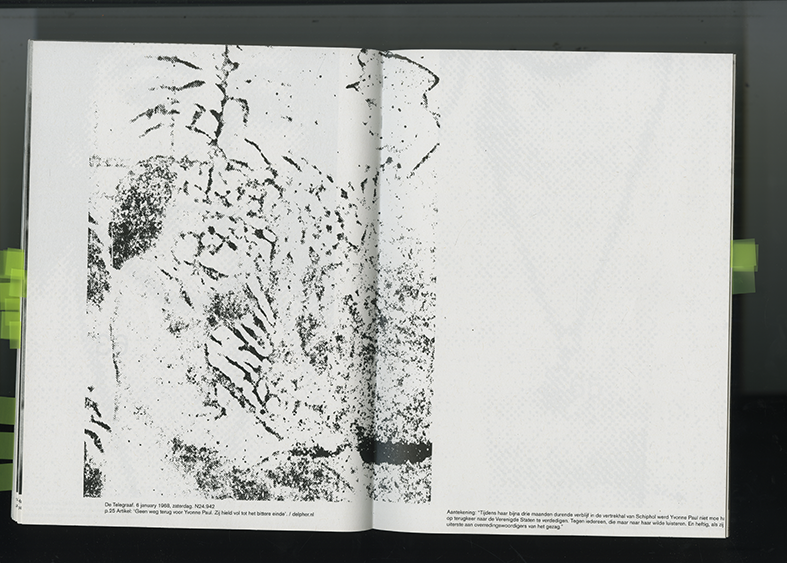 De Telegraaf. 6 january 1968, zaterdag. N24.942
p.25 Artikel: 'Geen weg terug voor Yvonne Paul. Zij hield vol tot het bittere einde'. / delpher.nl
Aantekening: "Tijdens haar bijna drie maanden durende verblijf in de vertrekhal van Schiphol werd Yvonne Paul niet moe h
op terugkeer naar de Verenigde Staten te verdedigen. Tegen iedereen, die maar naar haar wilde luisteren. En heftig, als zij
uiterste aan overredingswoordigers van het gezag."